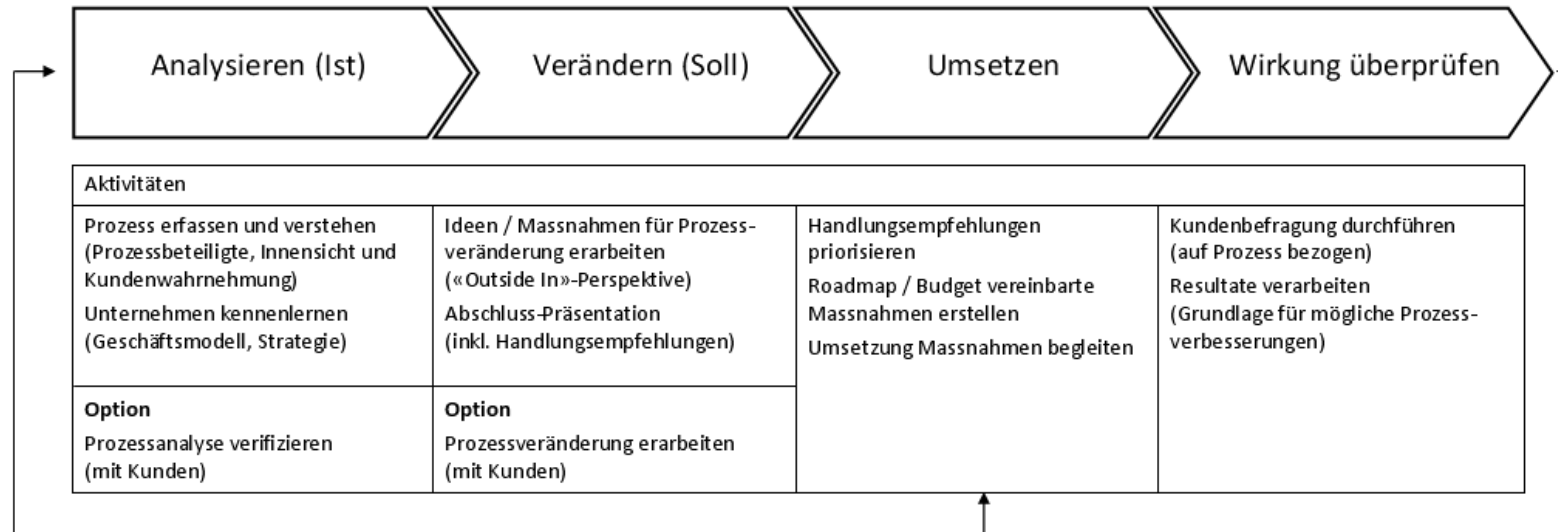 Analysieren (Ist)
Verändern (Soll)
Umsetzen
Wirkung überprüfen
Aktivitäten
Prozess erfassen und verstehen
(Prozessbeteiligte, Innensicht und
Kundenwahrnehmung)
Unternehmen kennenlernen
(Geschäftsmodell, Strategie)
Ideen / Massnahmen für Prozess-
veränderung erarbeiten
(«Outside In»-Perspektive)
Abschluss-Präsentation
(inkl. Handlungsempfehlungen)
Handlungsempfehlungen
priorisieren
Roadmap / Budget vereinbarte
Massnahmen erstellen
Umsetzung Massnahmen begleiten
Kundenbefragung durchführen
(auf Prozess bezogen)
Resultate verarbeiten
(Grundlage für mögliche Prozess-
verbesserungen)
Option
Prozessanalyse verifizieren
(mit Kunden)
Option
Prozessveränderung erarbeiten
(mit Kunden)